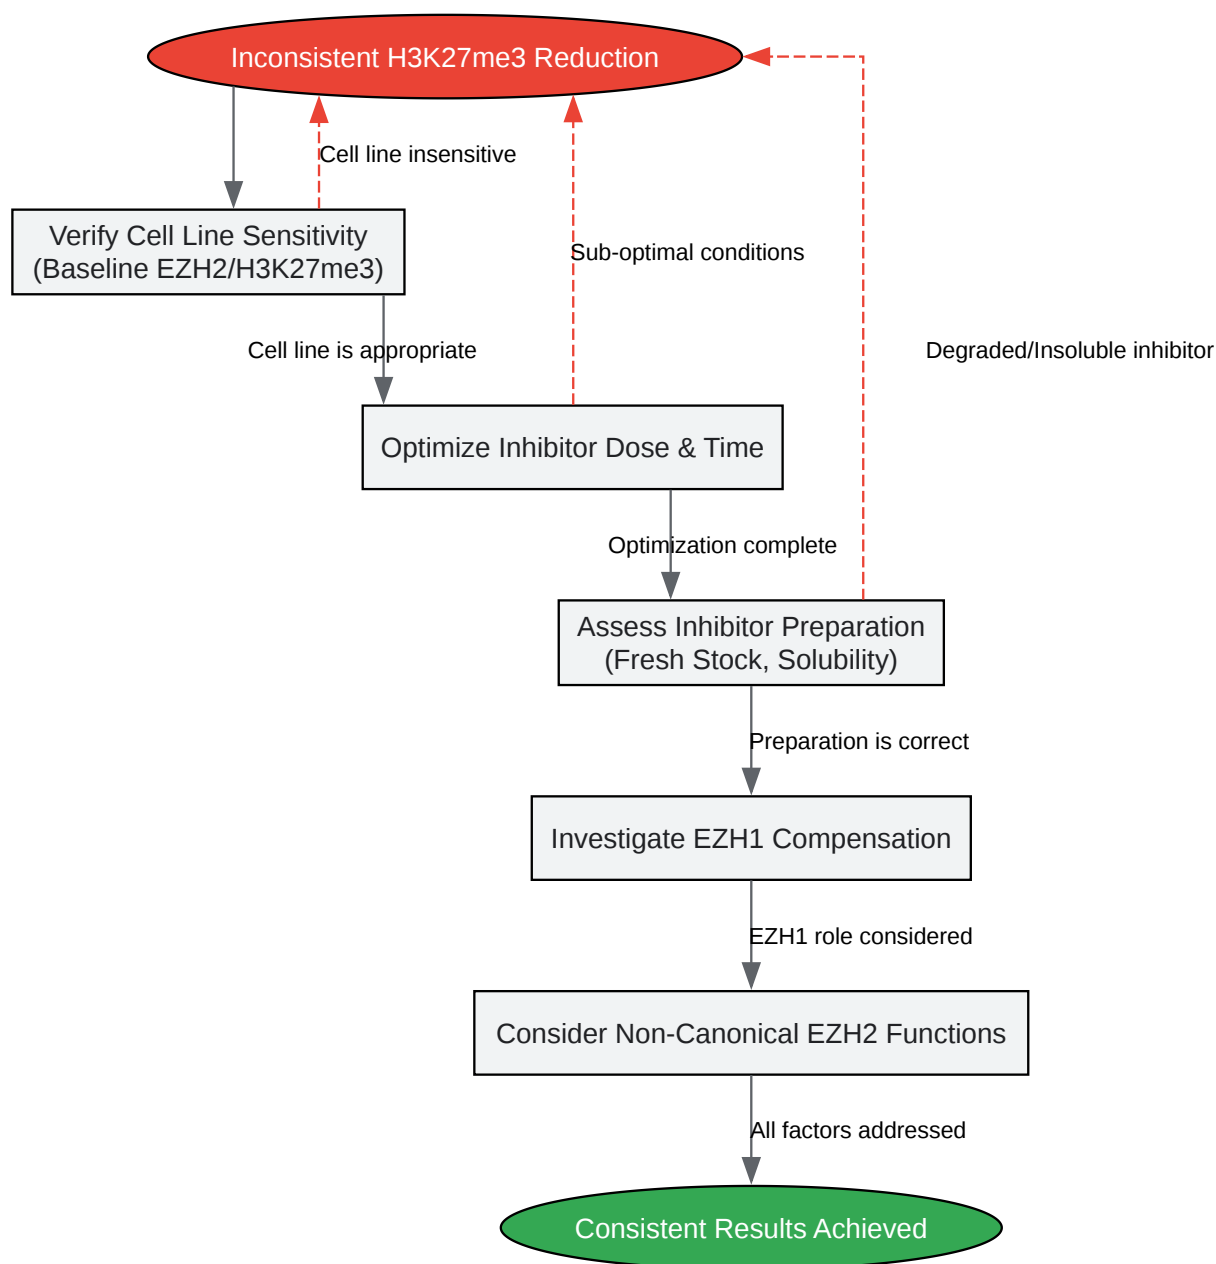 Inconsistent H3K27me3 Reduction
Cell line insensitive
Verify Cell Line Sensitivity
(Baseline EZH2/H3K27me3)
Sub-optimal conditions
Cell line is appropriate
Degraded/Insoluble inhibitor
Optimize Inhibitor Dose & Time
Optimization complete
Assess Inhibitor Preparation
(Fresh Stock, Solubility)
Preparation is correct
Investigate EZH1 Compensation
EZH1 role considered
Consider Non-Canonical EZH2 Functions
All factors addressed
Consistent Results Achieved